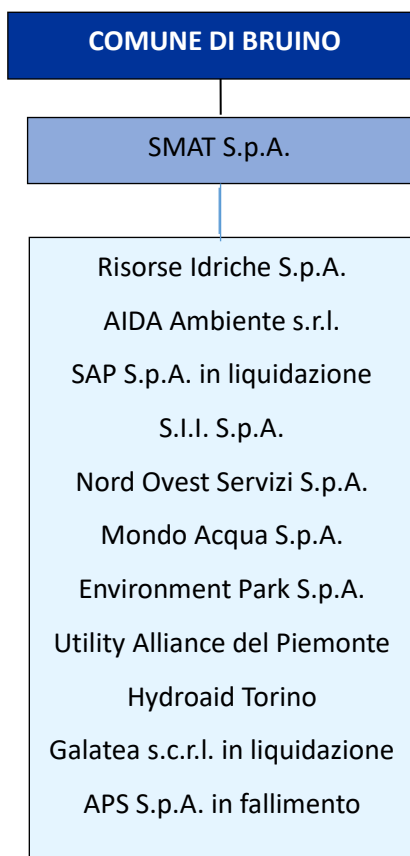 COMUNE DI BRUINO
SMAT S.p.A.
Risorse Idriche S.p.A.
AIDA Ambiente s.r.l.
SAP S.p.A. in liquidazione
S.I.I. S.p.A.
Nord Ovest Servizi S.p.A.
Mondo Acqua S.p.A.
Environment Park S.p.A.
Utility Alliance del Piemonte
Hydroaid Torino
Galatea s.c.r.l. in liquidazione
APS S.p.A. in fallimento